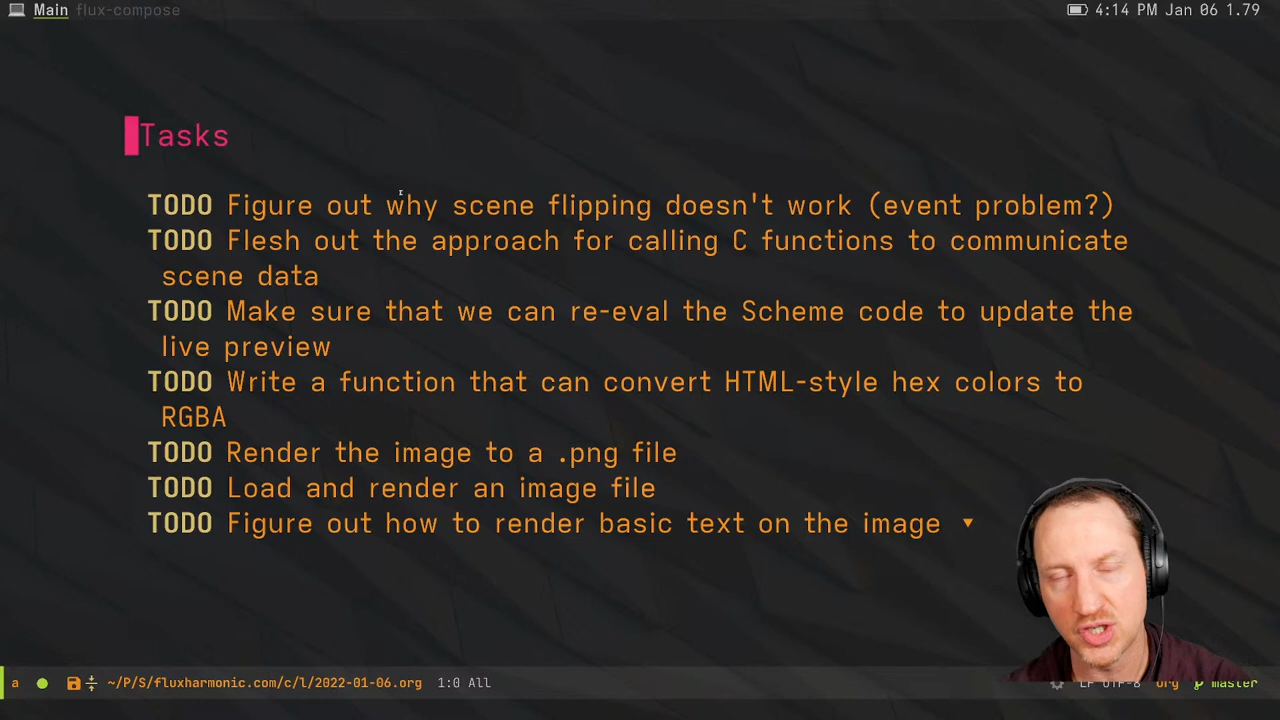 Main flux-compose 4:14 PM Jan 06 1.79
Tasks
TODO Figure out why scene flipping doesn't work (event problem?)
TODO Flesh out the approach for calling C functions to communicate
scene data
TODO Make sure that we can re-eval the Scheme code to update the
live preview
TODO Write a function that can convert HTML-style hex colors to
RGBA
TODO Render the image to a .png file
TODO Load and render an image file
TODO Figure out how to render basic text on the image ▾
a ~/P/S/fluxharmonic.com/c/l/2022-01-06.org 1:0 All LF UTF-8 org master